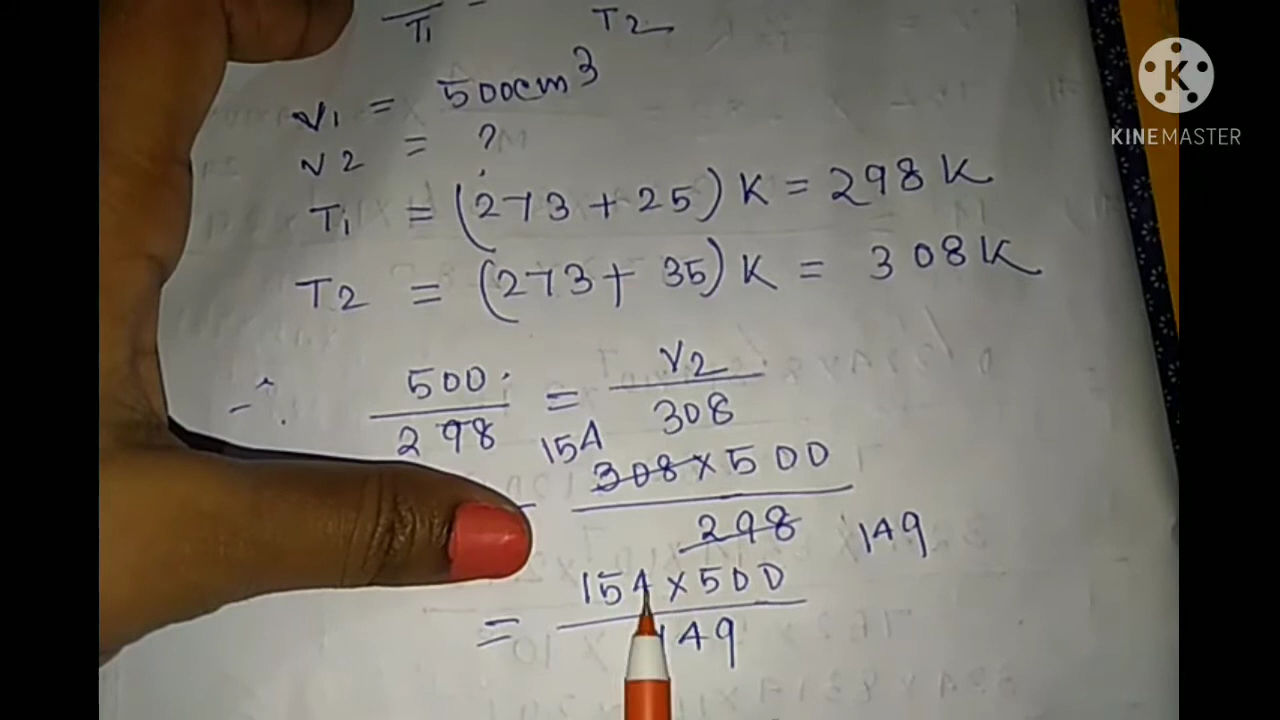 T1 T2
V1 = 500cm³
V2 = ?
T1 = (273 + 25) K = 298 K
T2 = (273 + 35) K = 308 K
∴ 500 / 298 = V2 / 308
154
= 308 × 500 / 298 149
= 154 × 500 / 149
K
KINEMASTER